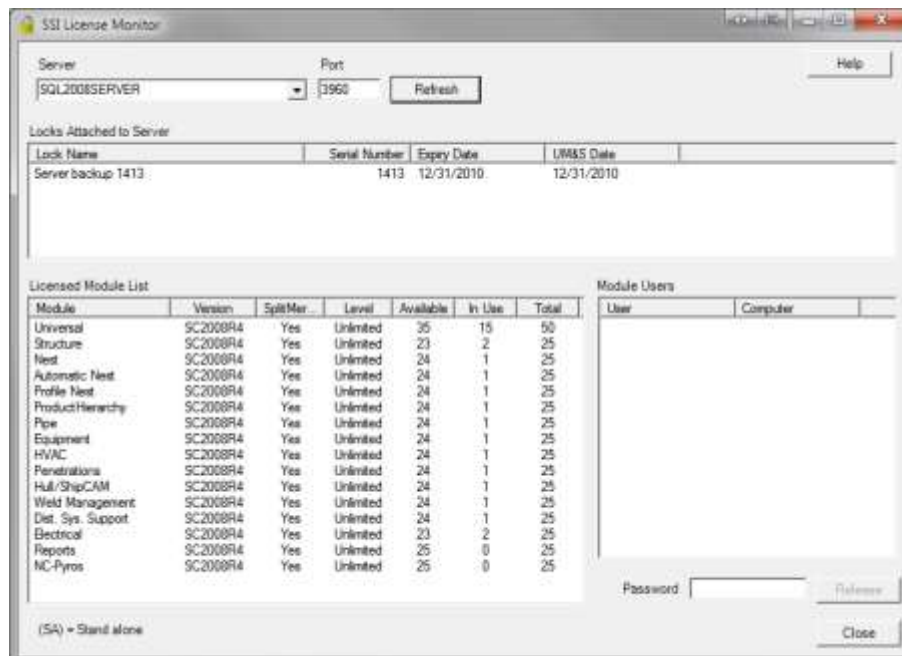 SSI License Monitor
Server Port Help
SQL2008SERVER 3960 Refresh
Locks Attached to Server
Lock Name Serial Number Expiry Date UM&S Date
Server backup 1413 1413 12/31/2010 12/31/2010
Licensed Module List Module Users
Module Version SplitMer... Level Available In Use Total User Computer
Universal SC2008R4 Yes Unlimited 35 15 50
Structure SC2008R4 Yes Unlimited 23 2 25
Nest SC2008R4 Yes Unlimited 24 1 25
Automatic Nest SC2008R4 Yes Unlimited 24 1 25
Profile Nest SC2008R4 Yes Unlimited 24 1 25
ProductHierarchy SC2008R4 Yes Unlimited 24 1 25
Pipe SC2008R4 Yes Unlimited 24 1 25
Equipment SC2008R4 Yes Unlimited 24 1 25
HVAC SC2008R4 Yes Unlimited 24 1 25
Penetrations SC2008R4 Yes Unlimited 24 1 25
Hull/ShipCAM SC2008R4 Yes Unlimited 24 1 25
Weld Management SC2008R4 Yes Unlimited 24 1 25
Dist. Sys. Support SC2008R4 Yes Unlimited 24 1 25
Electrical SC2008R4 Yes Unlimited 23 2 25
Reports SC2008R4 Yes Unlimited 25 0 25
NC-Pyros SC2008R4 Yes Unlimited 25 0 25
Password Release
(SA) = Stand alone Close